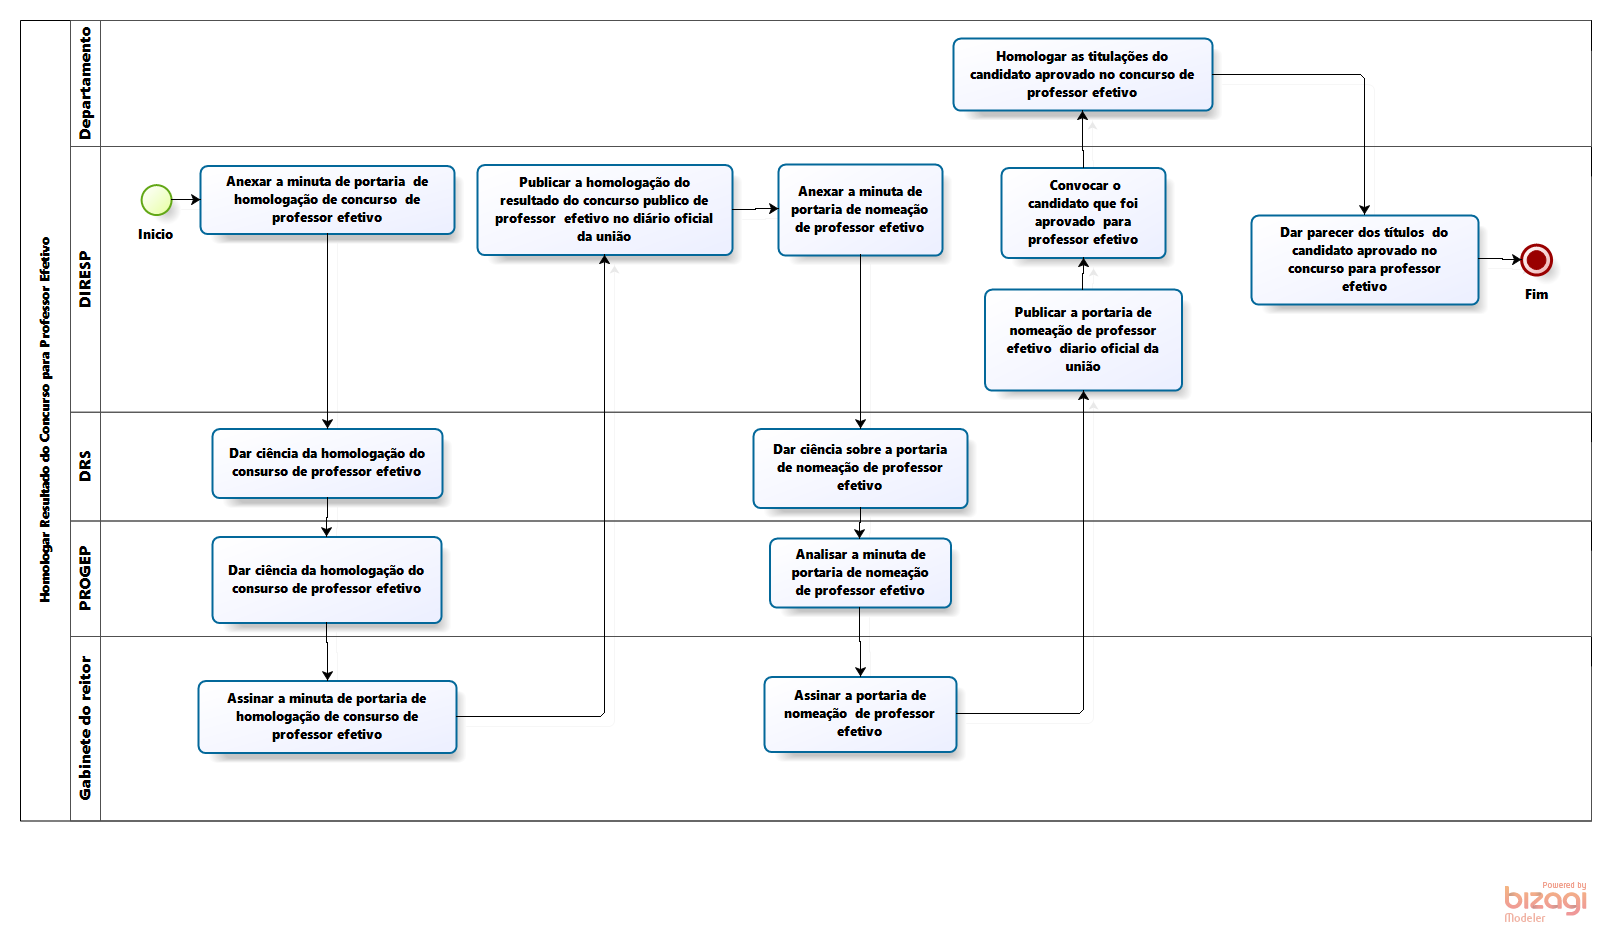 Homologar Resultado do Concurso para Professor Efetivo
Departamento
Homologar as titulações do
candidato aprovado no concurso de
professor efetivo
DIRESP
Inicio
Anexar a minuta de portaria de
homologação de concurso de
professor efetivo
Publicar a homologação do
resultado do concurso publico de
professor efetivo no diário oficial
da união
Anexar a minuta de
portaria de nomeação
de professor efetivo
Convocar o
candidato que foi
aprovado para
professor efetivo
Publicar a portaria de
nomeação de professor
efetivo diario oficial da
união
Dar parecer dos títulos do
candidato aprovado no
concurso para professor
efetivo
Fim
DRS
Dar ciência da homologação do
consurso de professor efetivo
Dar ciência sobre a portaria
de nomeação de professor
efetivo
PROGEP
Dar ciência da homologação do
consurso de professor efetivo
Analisar a minuta de
portaria de nomeação
de professor efetivo
Gabinete do reitor
Assinar a minuta de portaria de
homologação de consurso de
professor efetivo
Assinar a portaria de
nomeação de professor
efetivo
Powered by
bizagi
Modeler